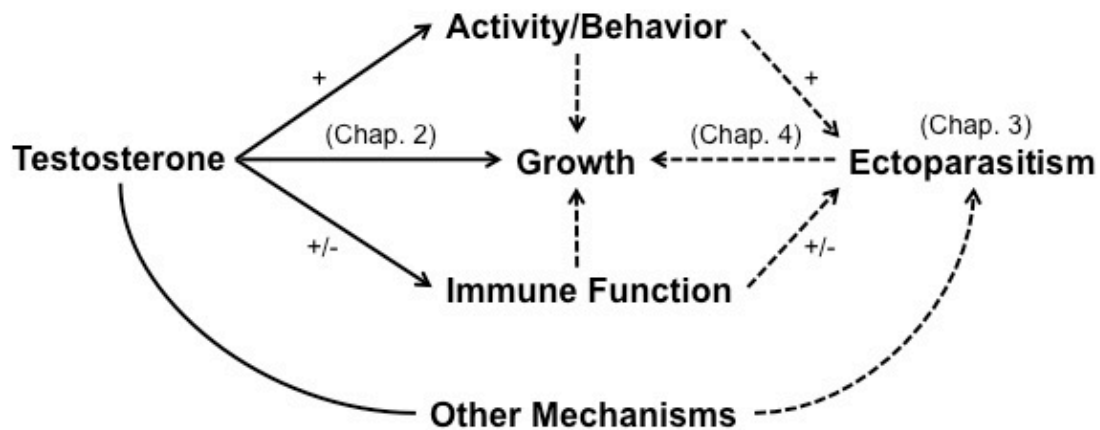 Activity/Behavior
+
+
(Chap. 2)
(Chap. 4)
(Chap. 3)
Testosterone
Growth
Ectoparasitism
+/-
+/-
Immune Function
Other Mechanisms